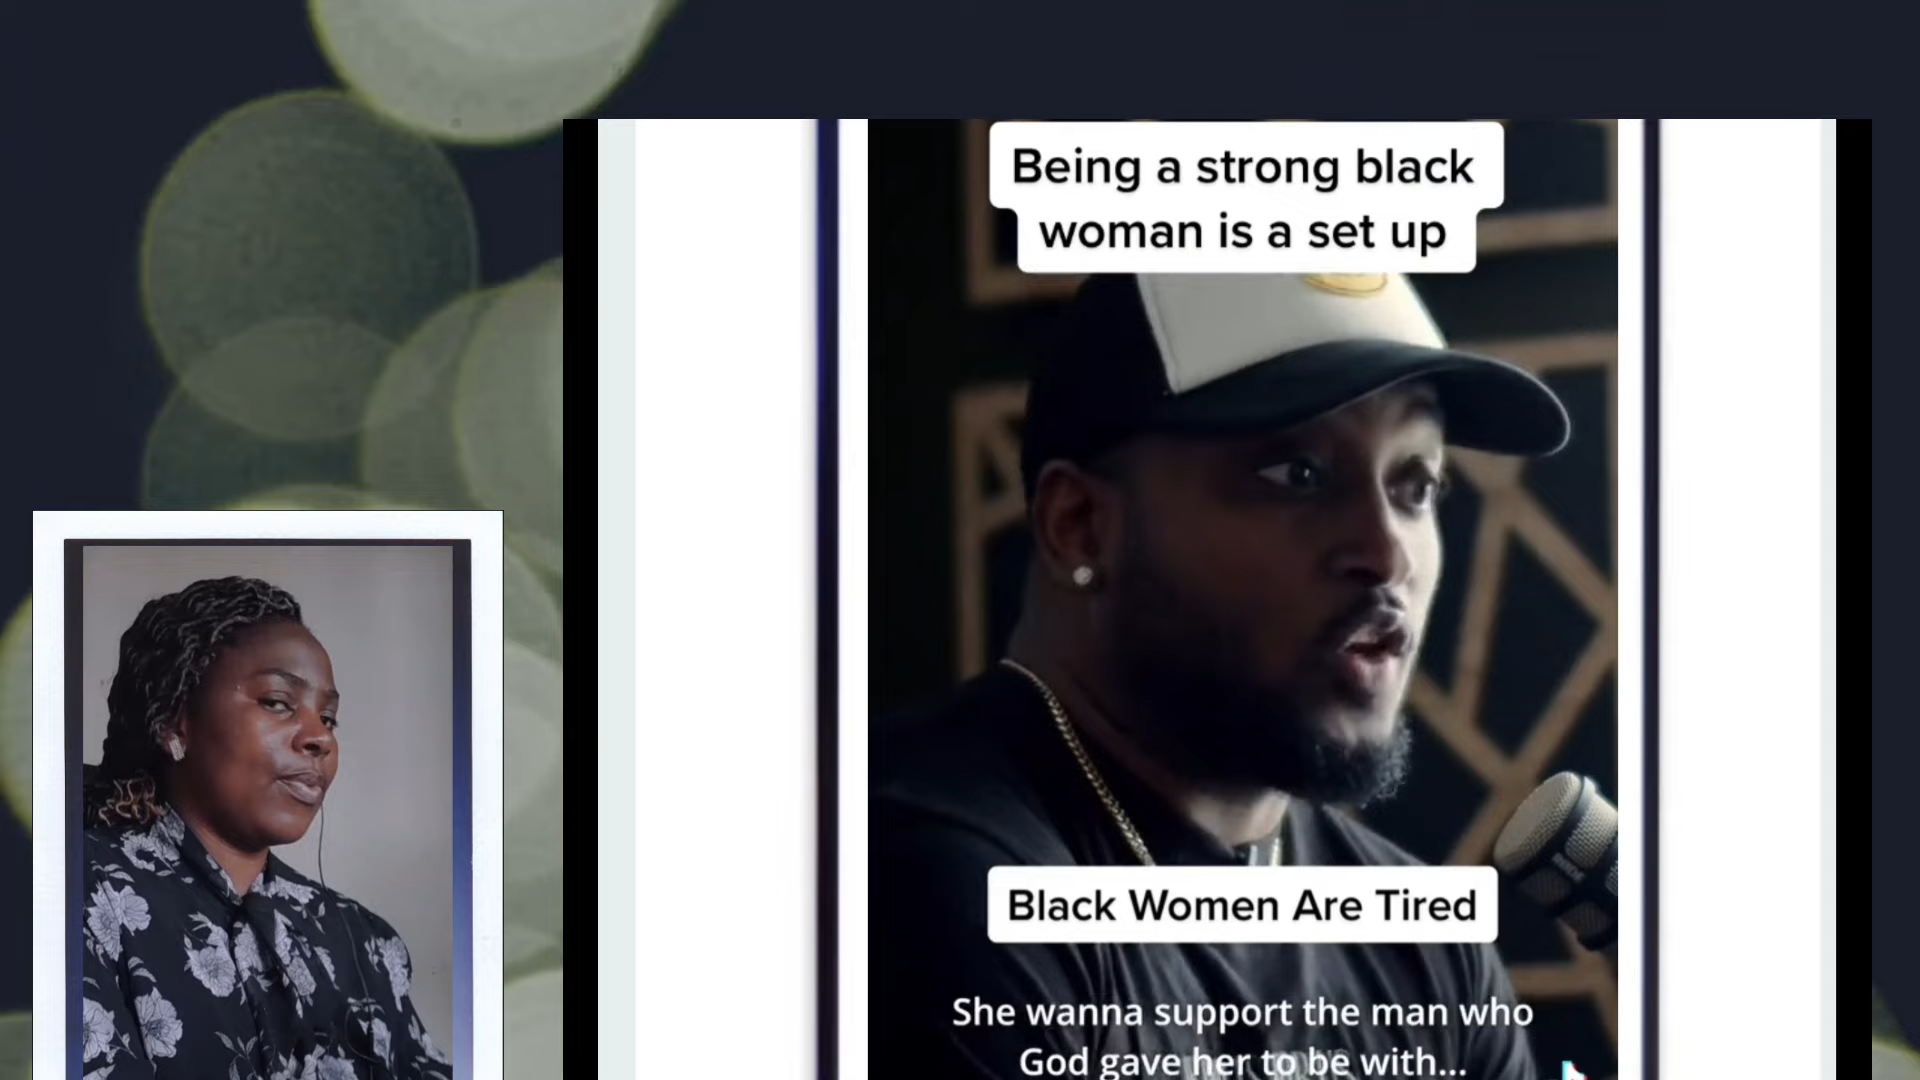 Being a strong black
woman is a set up
Black Women Are Tired
She wanna support the man who
God gave her to be with...